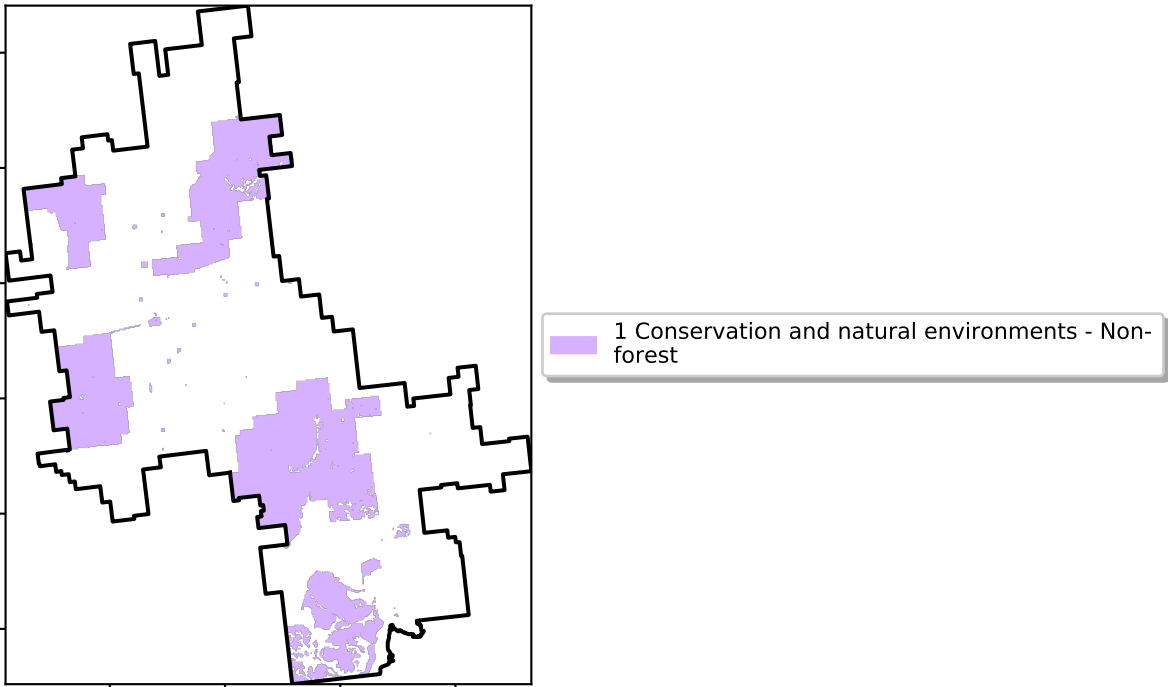 1 Conservation and natural environments - Non-
forest